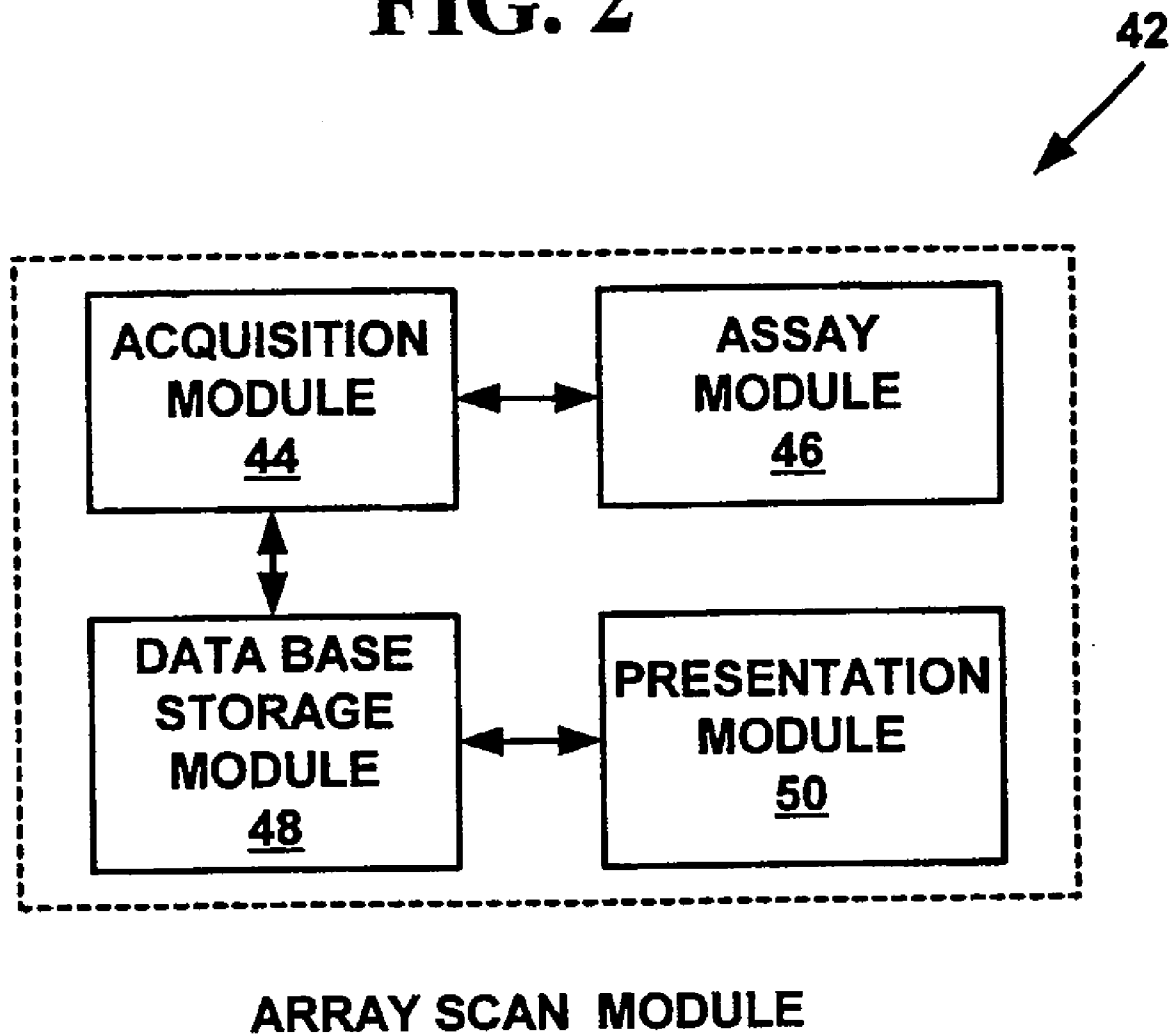 FIG. 2
42
ACQUISITION
MODULE
44
ASSAY
MODULE
46
DATA BASE
STORAGE
MODULE
48
PRESENTATION
MODULE
50
ARRAY SCAN MODULE